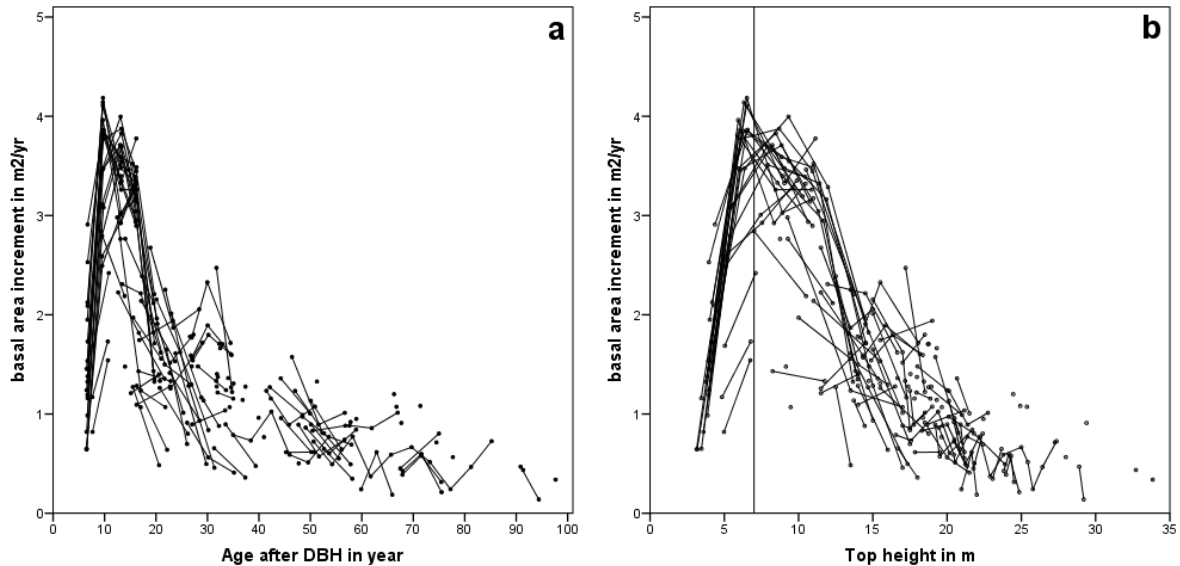 a
basal area increment in m2/yr
5
4
3
2
1
0
0 10 20 30 40 50 60 70 80 90 100
Age after DBH in year
b
basal area increment in m2/yr
5
4
3
2
1
0
0 5 10 15 20 25 30 35
Top height in m